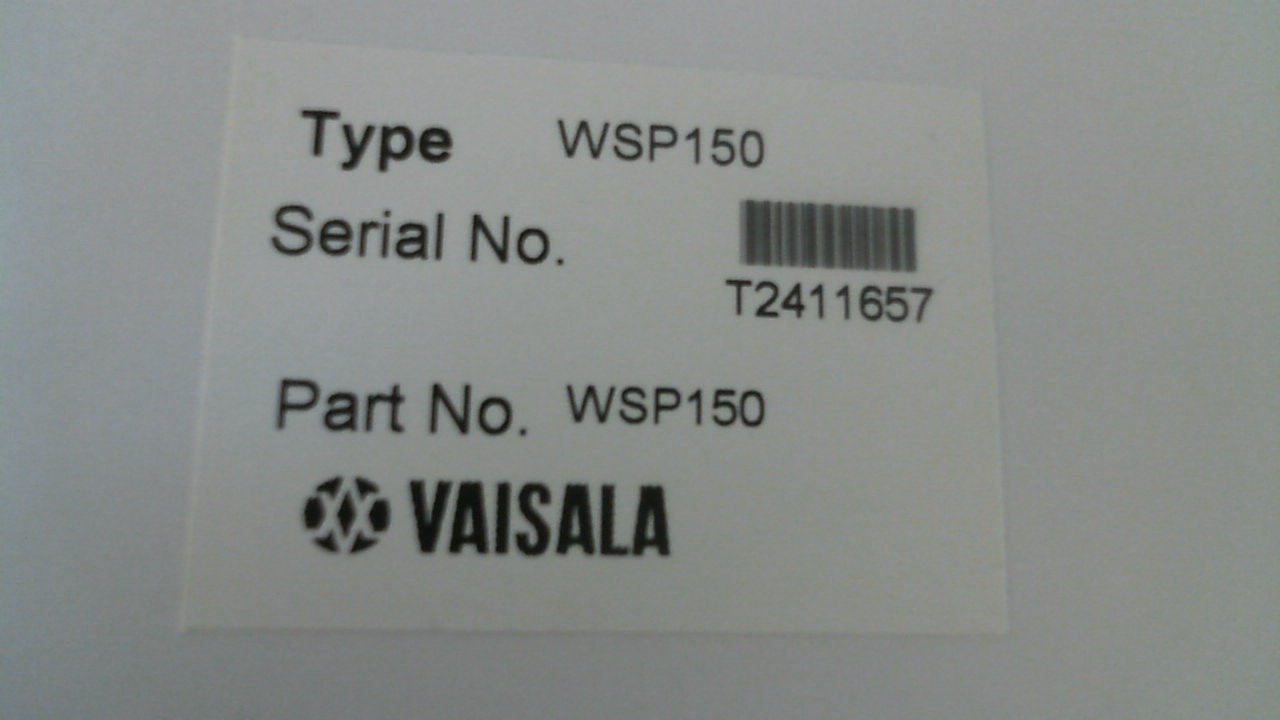 Type WSP150
Serial No.
T2411657
Part No. WSP150
VAISALA